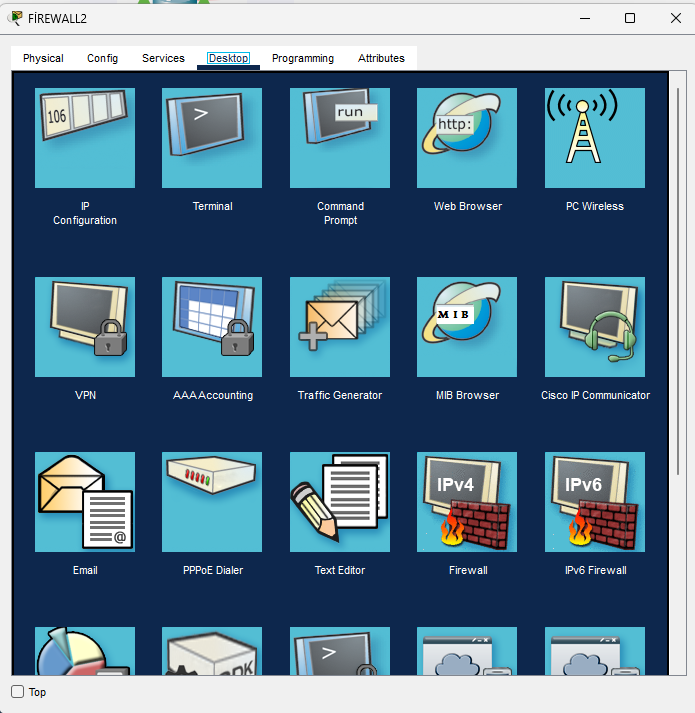 FİREWALL2
Physical Config Services Desktop Programming Attributes
106
>
run
http:
IP
Configuration
Terminal
Command
Prompt
Web Browser
PC Wireless
MIB
VPN
AAA Accounting
Traffic Generator
MIB Browser
Cisco IP Communicator
@
IPv4
IPv6
Email
PPPoE Dialer
Text Editor
Firewall
IPv6 Firewall
>
Top